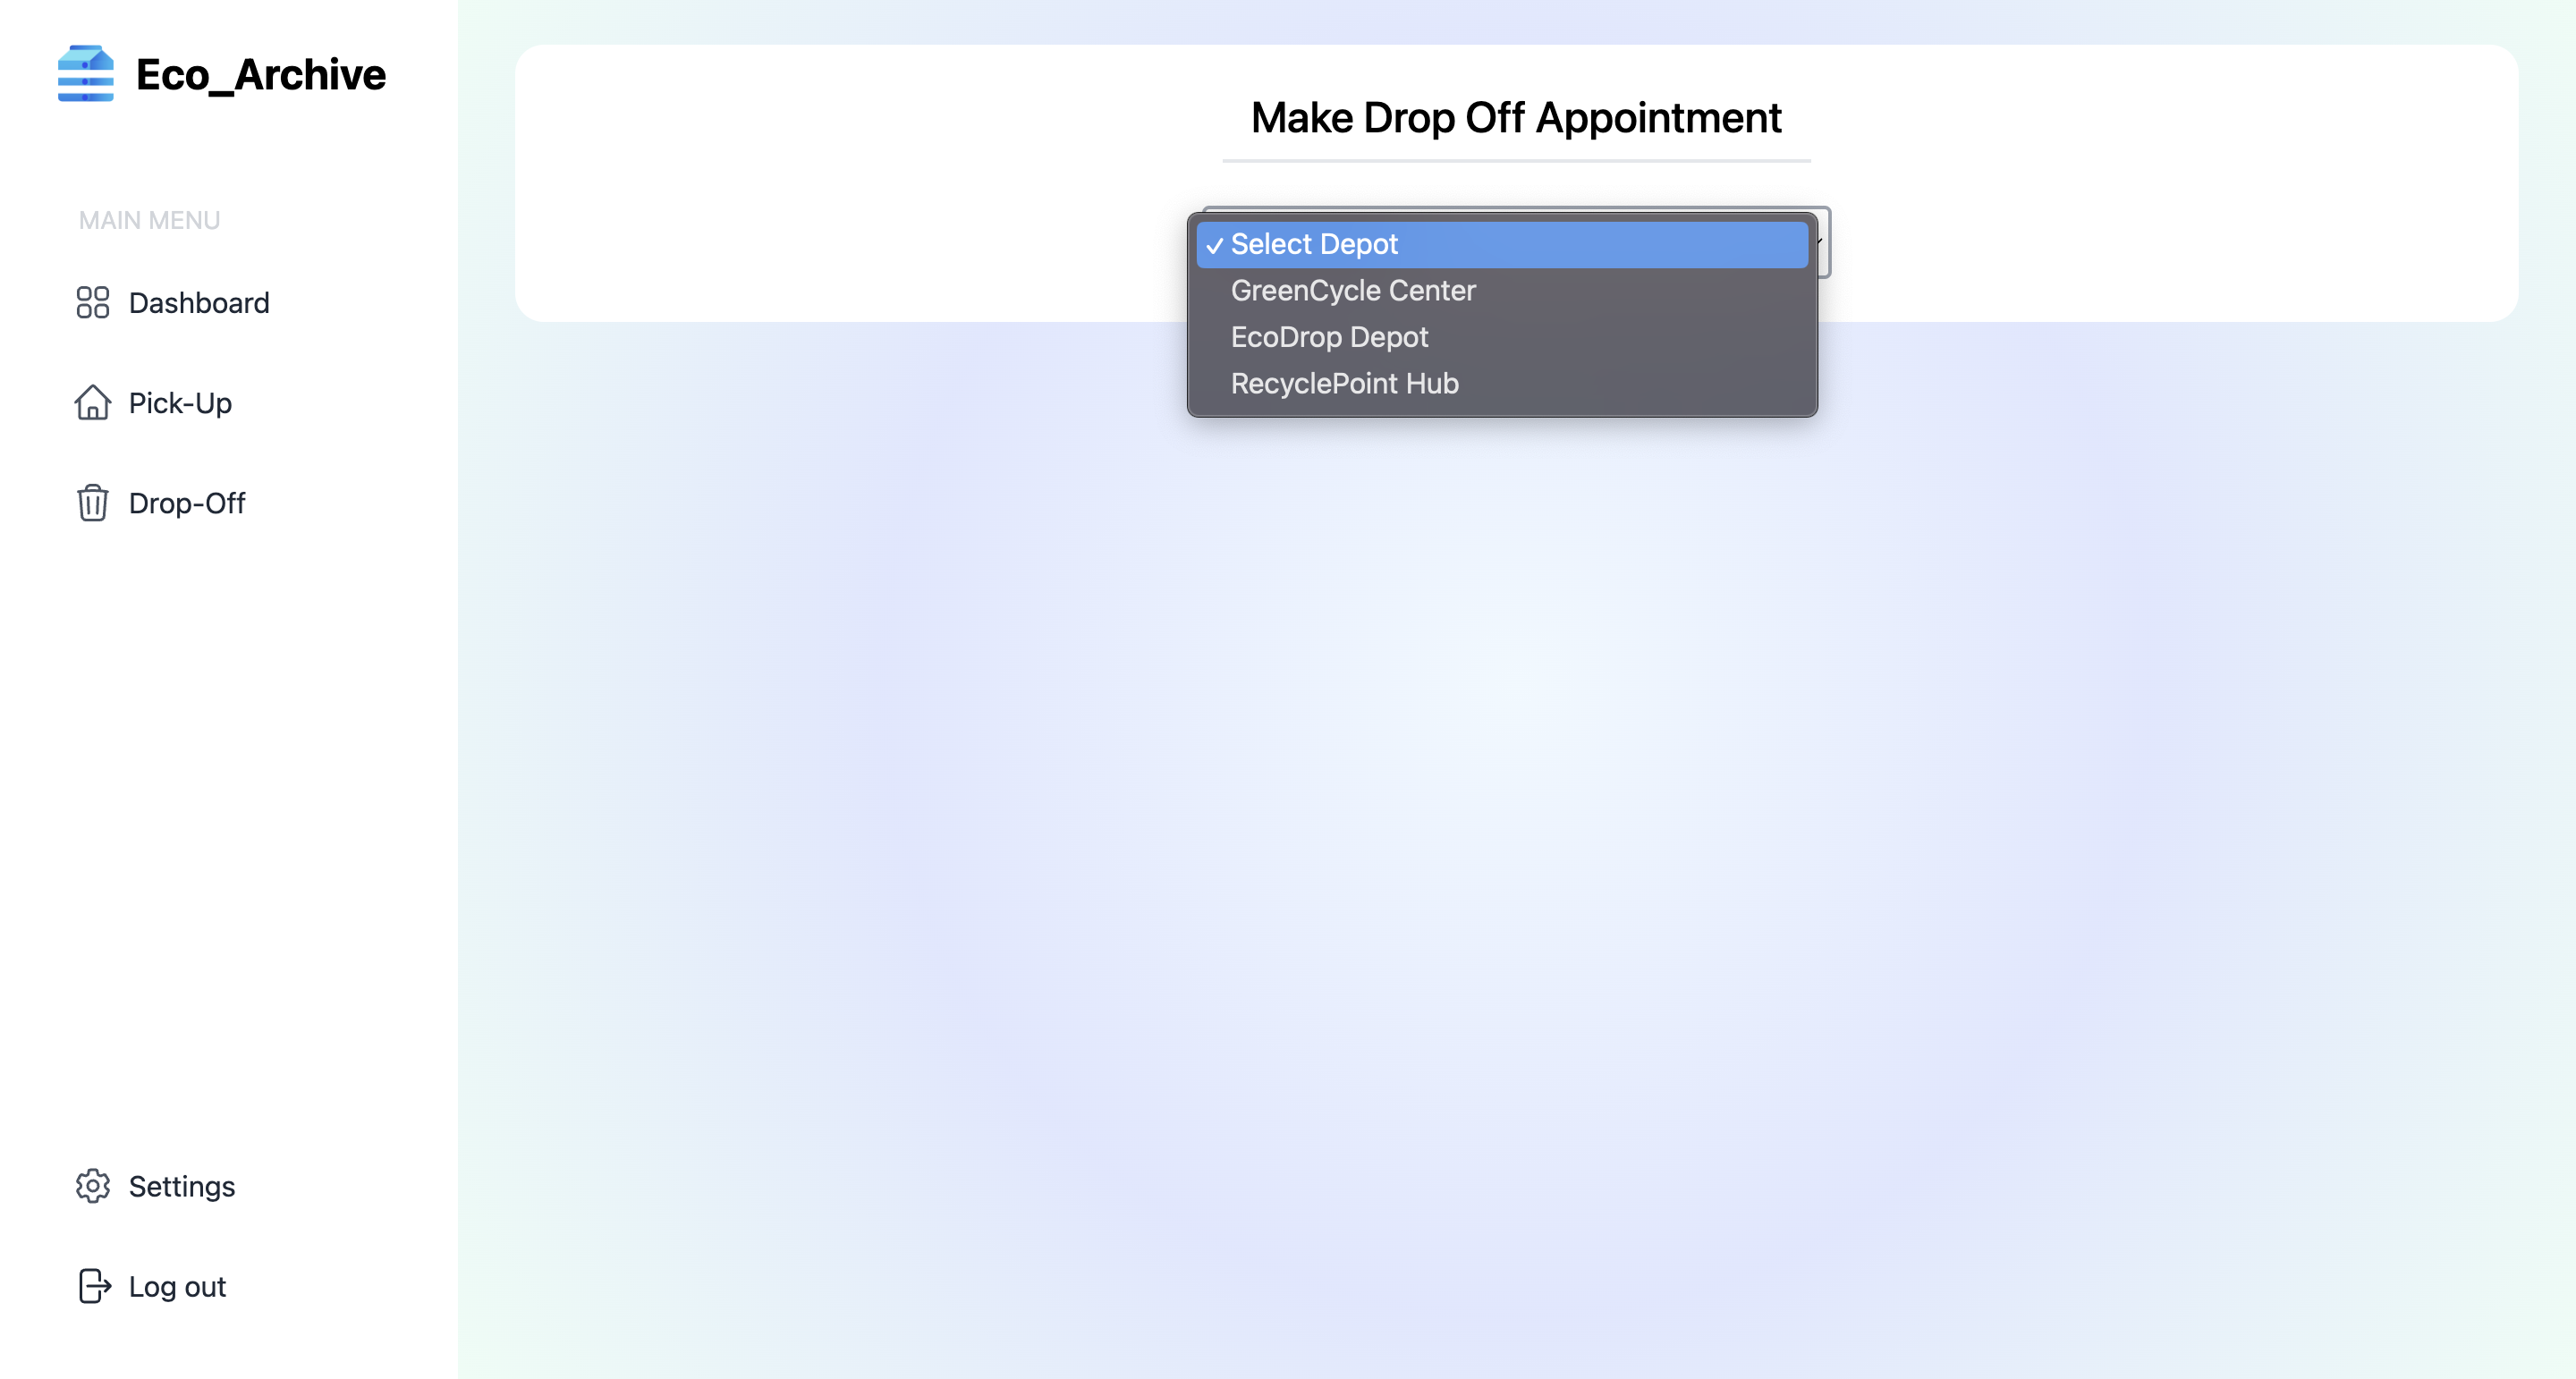 Eco_Archive
MAIN MENU
Dashboard
Pick-Up
Drop-Off
Settings
Log out
Make Drop Off Appointment
✓ Select Depot
GreenCycle Center
EcoDrop Depot
RecyclePoint Hub